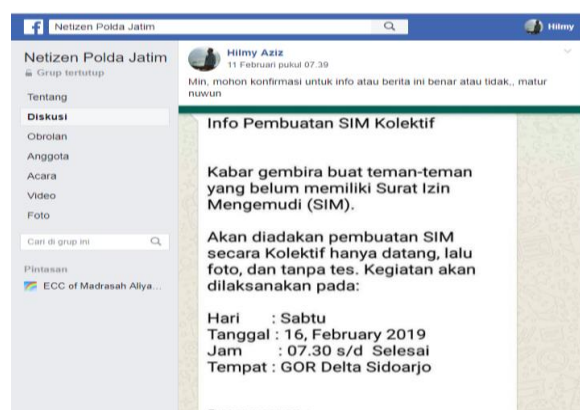 Netizen Polda Jatim
Hilmy
Netizen Polda Jatim
Grup tertutup
Tentang
Diskusi
Obrolan
Anggota
Acara
Video
Foto
Cari di grup ini
Pintasan
ECC of Madrasah Aliya...
Hilmy Aziz
11 Februari pukul 07.39
Min, mohon konfirmasi untuk info atau berita ini benar atau tidak,, matur
nuwun
Info Pembuatan SIM Kolektif
Kabar gembira buat teman-teman
yang belum memiliki Surat Izin
Mengemudi (SIM).
Akan diadakan pembuatan SIM
secara Kolektif hanya datang, lalu
foto, dan tanpa tes. Kegiatan akan
dilaksanakan pada:
Hari : Sabtu
Tanggal : 16, February 2019
Jam : 07.30 s/d Selesai
Tempat : GOR Delta Sidoarjo